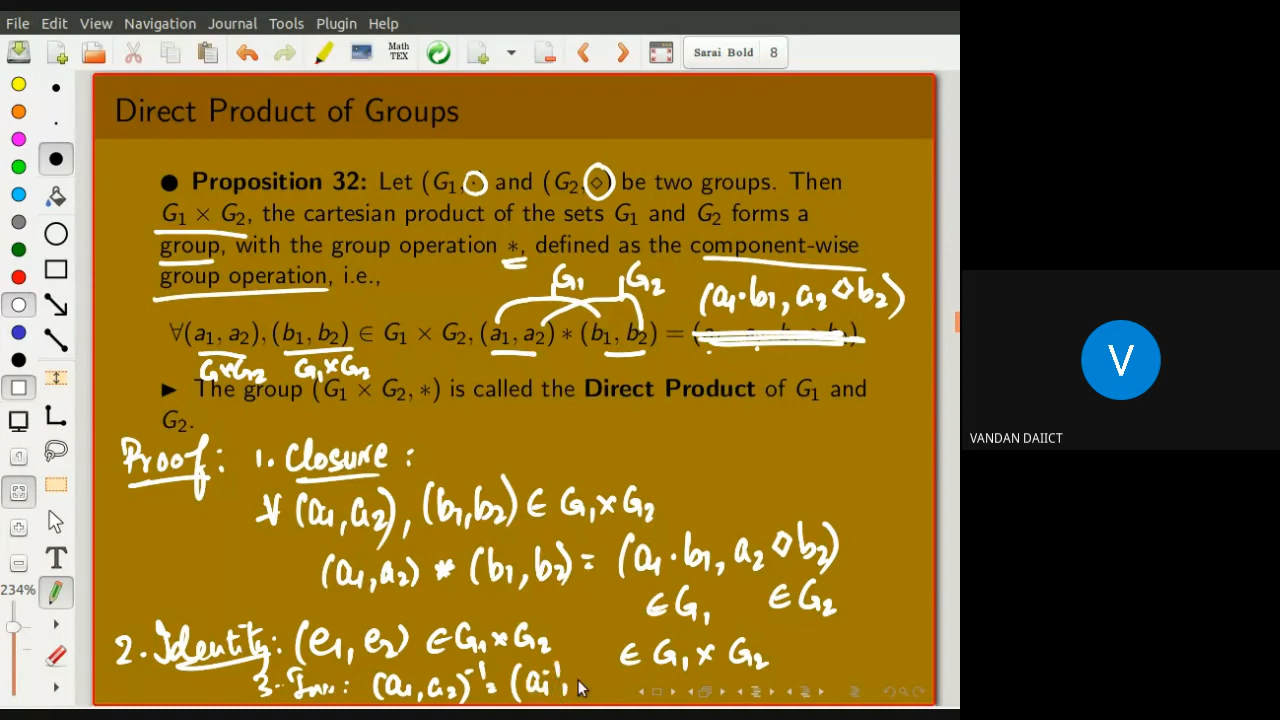 File Edit View Navigation Journal Tools Plugin Help
Math TEX Sarai Bold 8
Direct Product of Groups
● Proposition 32: Let (G₁, ·) and (G₂, ⋄) be two groups. Then
G₁ × G₂, the cartesian product of the sets G₁ and G₂ forms a
group, with the group operation ∗, defined as the component-wise
group operation, i.e.,
G₁ G₂ (a₁·b₁, a₂ ⋄ b₂)
∀(a₁, a₂), (b₁, b₂) ∈ G₁ × G₂, (a₁, a₂) ∗ (b₁, b₂) =
G₁×G₂ G₁×G₂
► The group (G₁ × G₂, ∗) is called the Direct Product of G₁ and
G₂.
Proof: 1. Closure:
∀ (a₁,a₂), (b₁,b₂) ∈ G₁×G₂
(a₁,a₂) * (b₁,b₂) = (a₁·b₁, a₂ ⋄ b₂)
∈ G₁ ∈ G₂
∈ G₁ × G₂
2. Identity: (e₁, e₂) ∈ G₁×G₂
3. Inv.: (a₁,a₂)⁻¹ = (a₁⁻¹,
234%
V
VANDAN DAIICT